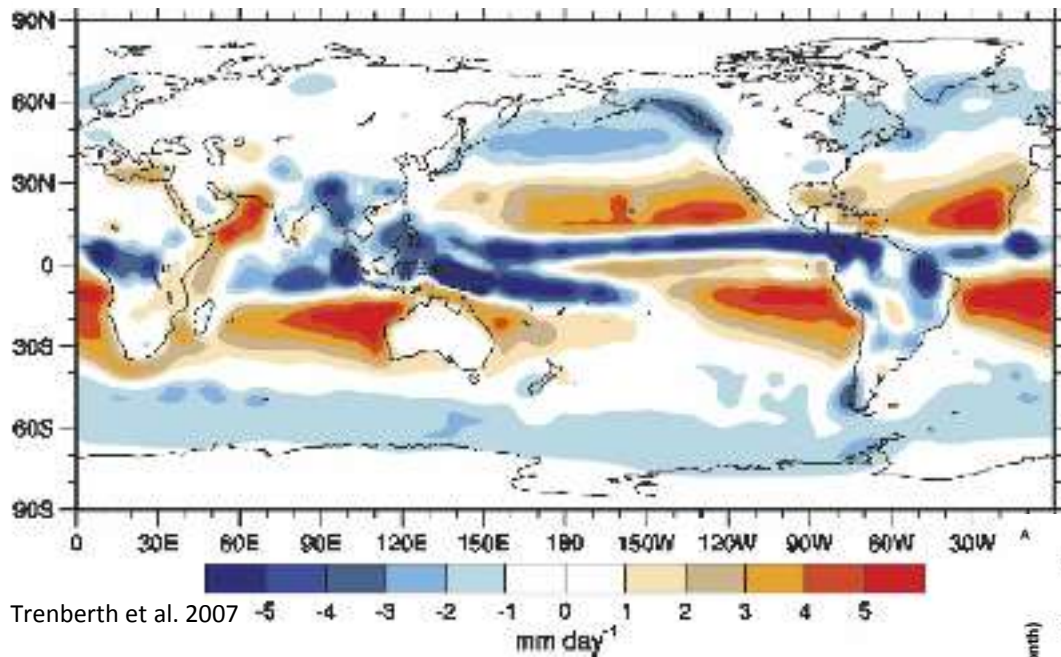 90N
60N
30N
0
30S
60S
90S
0 30E 60E 90E 120E 150E 180 150W 120W 90W 60W 30W
A
-5 -4 -3 -2 -1 0 1 2 3 4 5
Trenberth et al. 2007
mm day-1
onth)